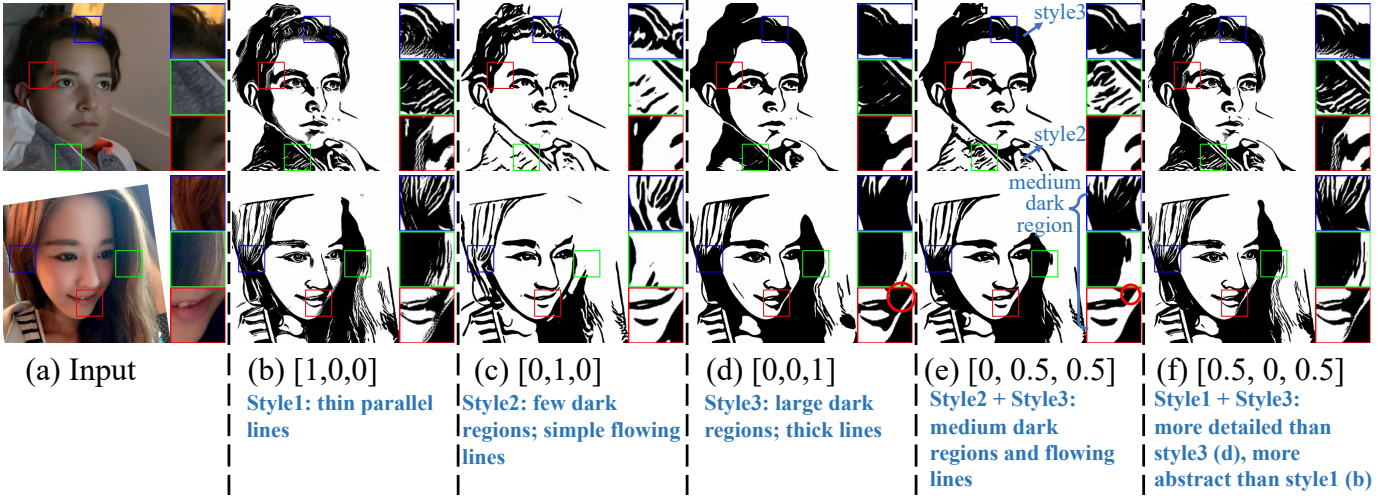 style3
style2
medium
dark
region
(a) Input
(b) [1,0,0]
(c) [0,1,0]
(d) [0,0,1]
(e) [0, 0.5, 0.5]
(f) [0.5, 0, 0.5]
Style1: thin parallel
lines
Style2: few dark
regions; simple flowing
lines
Style3: large dark
regions; thick lines
Style2 + Style3:
medium dark
regions and flowing
lines
Style1 + Style3:
more detailed than
style3 (d), more
abstract than style1 (b)